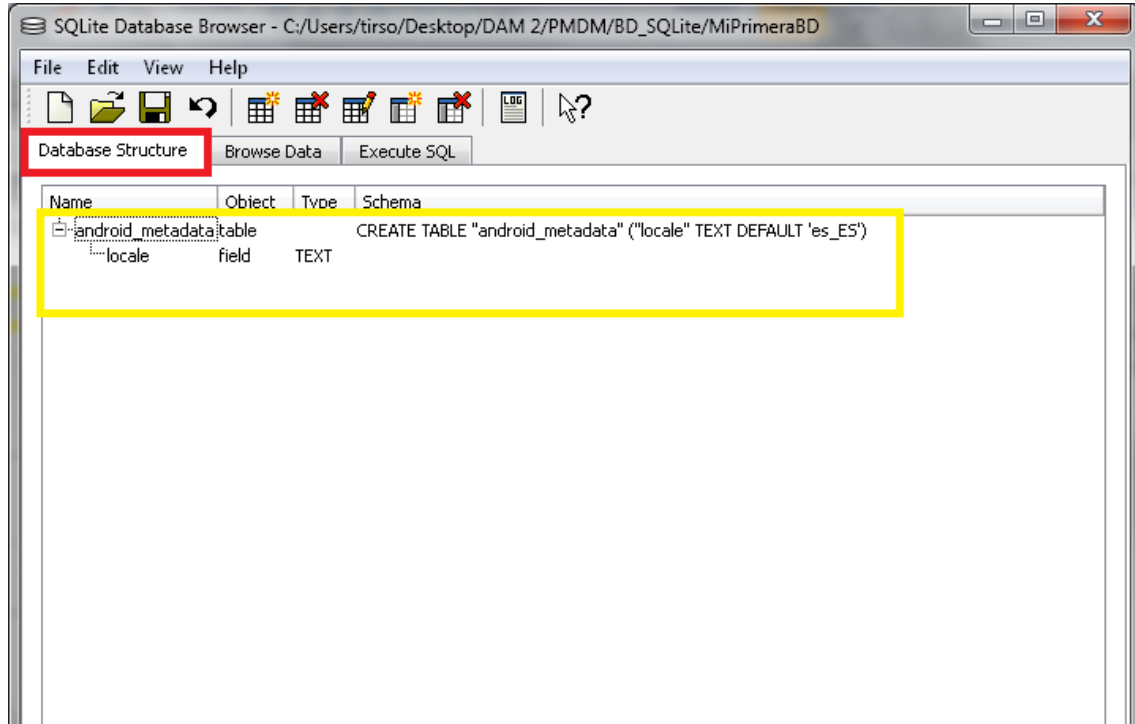 SQLite Database Browser - C:/Users/tirso/Desktop/DAM 2/PMDM/BD_SQLite/MiPrimeraBD
File Edit View Help
LOG ?
Database Structure Browse Data Execute SQL
Name Object Type Schema
android_metadata table CREATE TABLE "android_metadata" ("locale" TEXT DEFAULT 'es_ES')
locale field TEXT